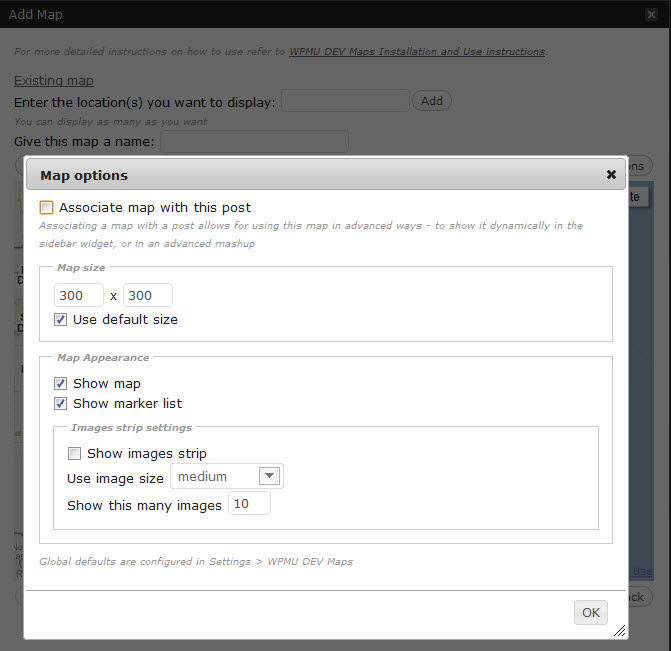 Add Map
For more detailed instructions on how to use refer to WPMU DEV Maps Installation and Use instructions.
Existing map
Enter the location(s) you want to display:
Add
You can display as many as you want
Give this map a name:
Map options
Associate map with this post
Associating a map with a post allows for using this map in advanced ways - to show it dynamically in the
sidebar widget, or in an advanced mashup
Map size
300 x 300
Use default size
Map Appearance
Show map
Show marker list
Images strip settings
Show images strip
Use image size medium
Show this many images 10
Global defaults are configured in Settings > WPMU DEV Maps
OK